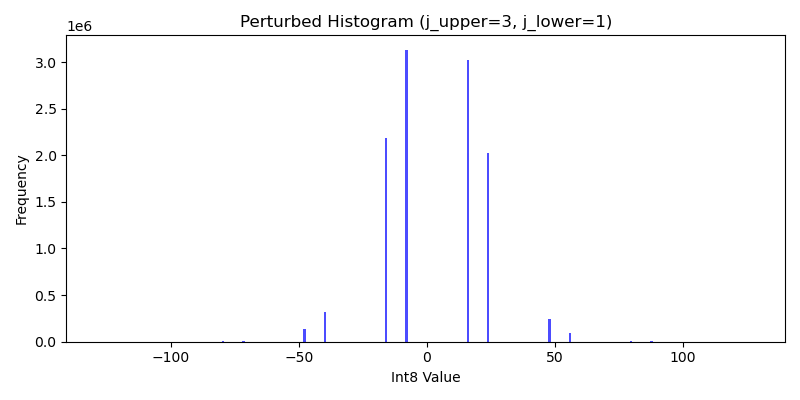 Perturbed Histogram (j_upper=3, j_lower=1)
1e6
3.0
2.5
2.0
1.5
1.0
0.5
0.0
Frequency
−100 −50 0 50 100
Int8 Value